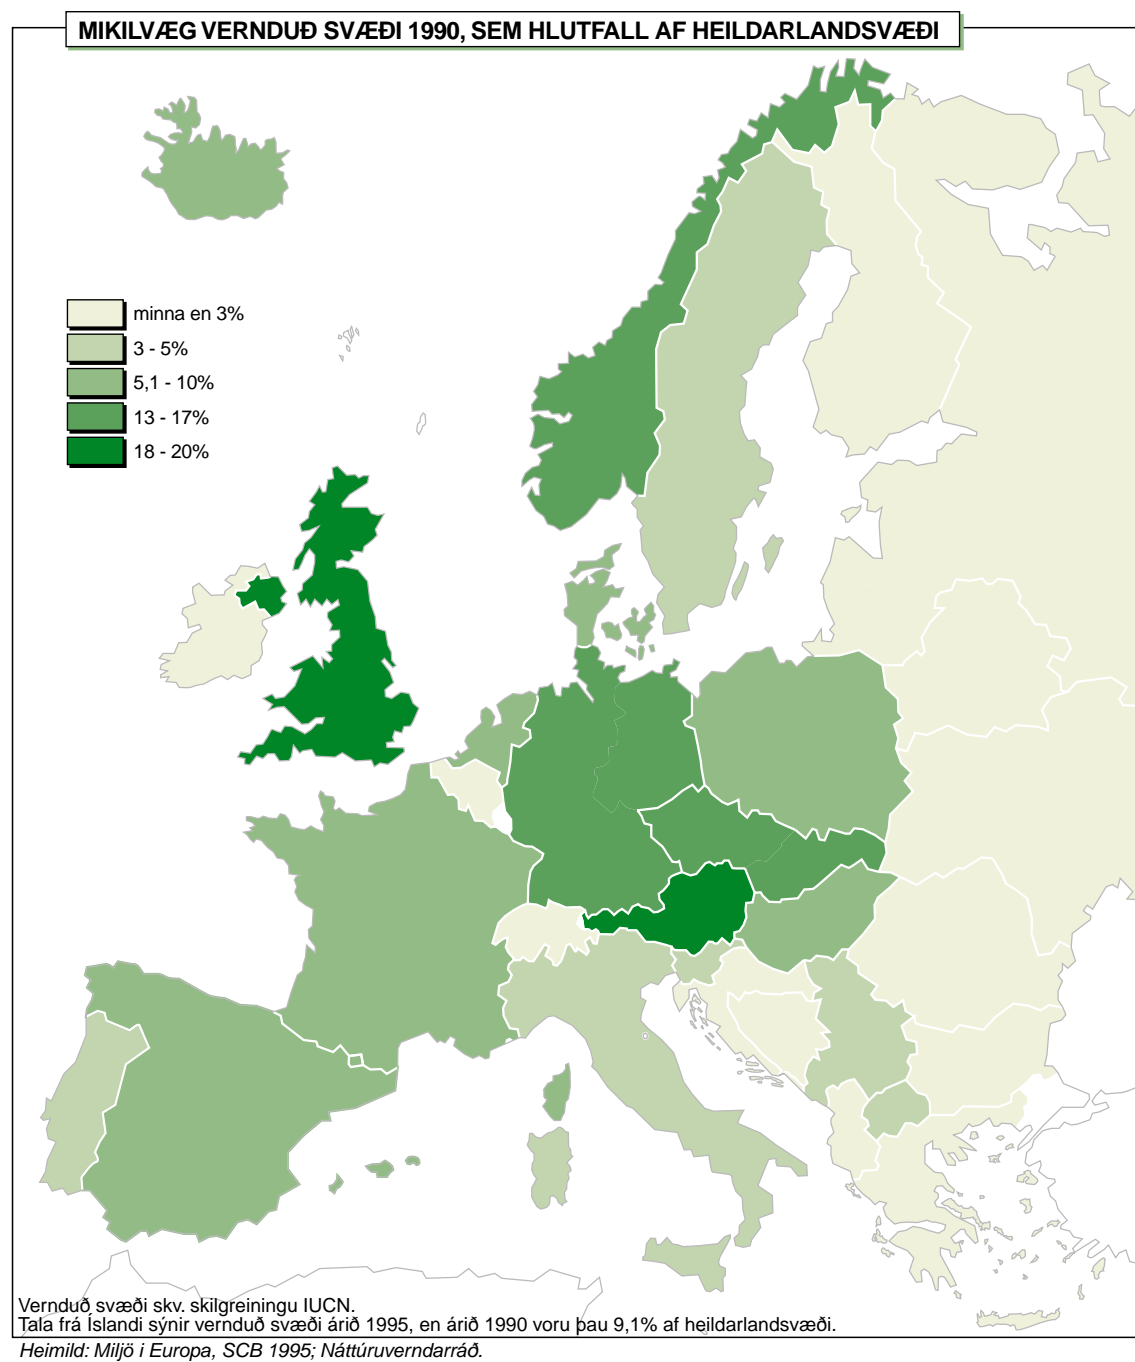 MIKILVÆG VERNDUÐ SVÆÐI 1990, SEM HLUTFALL AF HEILDARLANDSVÆÐI
minna en 3%
3 - 5%
5,1 - 10%
13 - 17%
18 - 20%
Vernduð svæði skv. skilgreiningu IUCN.
Tala frá Íslandi sýnir vernduð svæði árið 1995, en árið 1990 voru þau 9,1% af heildarlandsvæði.
Heimild: Miljö i Europa, SCB 1995; Náttúruverndarráð.